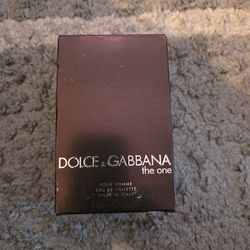 DOLCE & GABBANA
the one
POUR HOMME
EAU DE TOILETTE
MADE IN ITALY